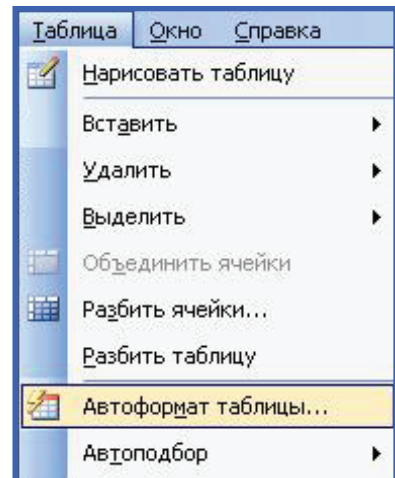 Таблица Окно Справка
Нарисовать таблицу
Вставить
Удалить
Выделить
Объединить ячейки
Разбить ячейки...
Разбить таблицу
Автоформат таблицы...
Автоподбор